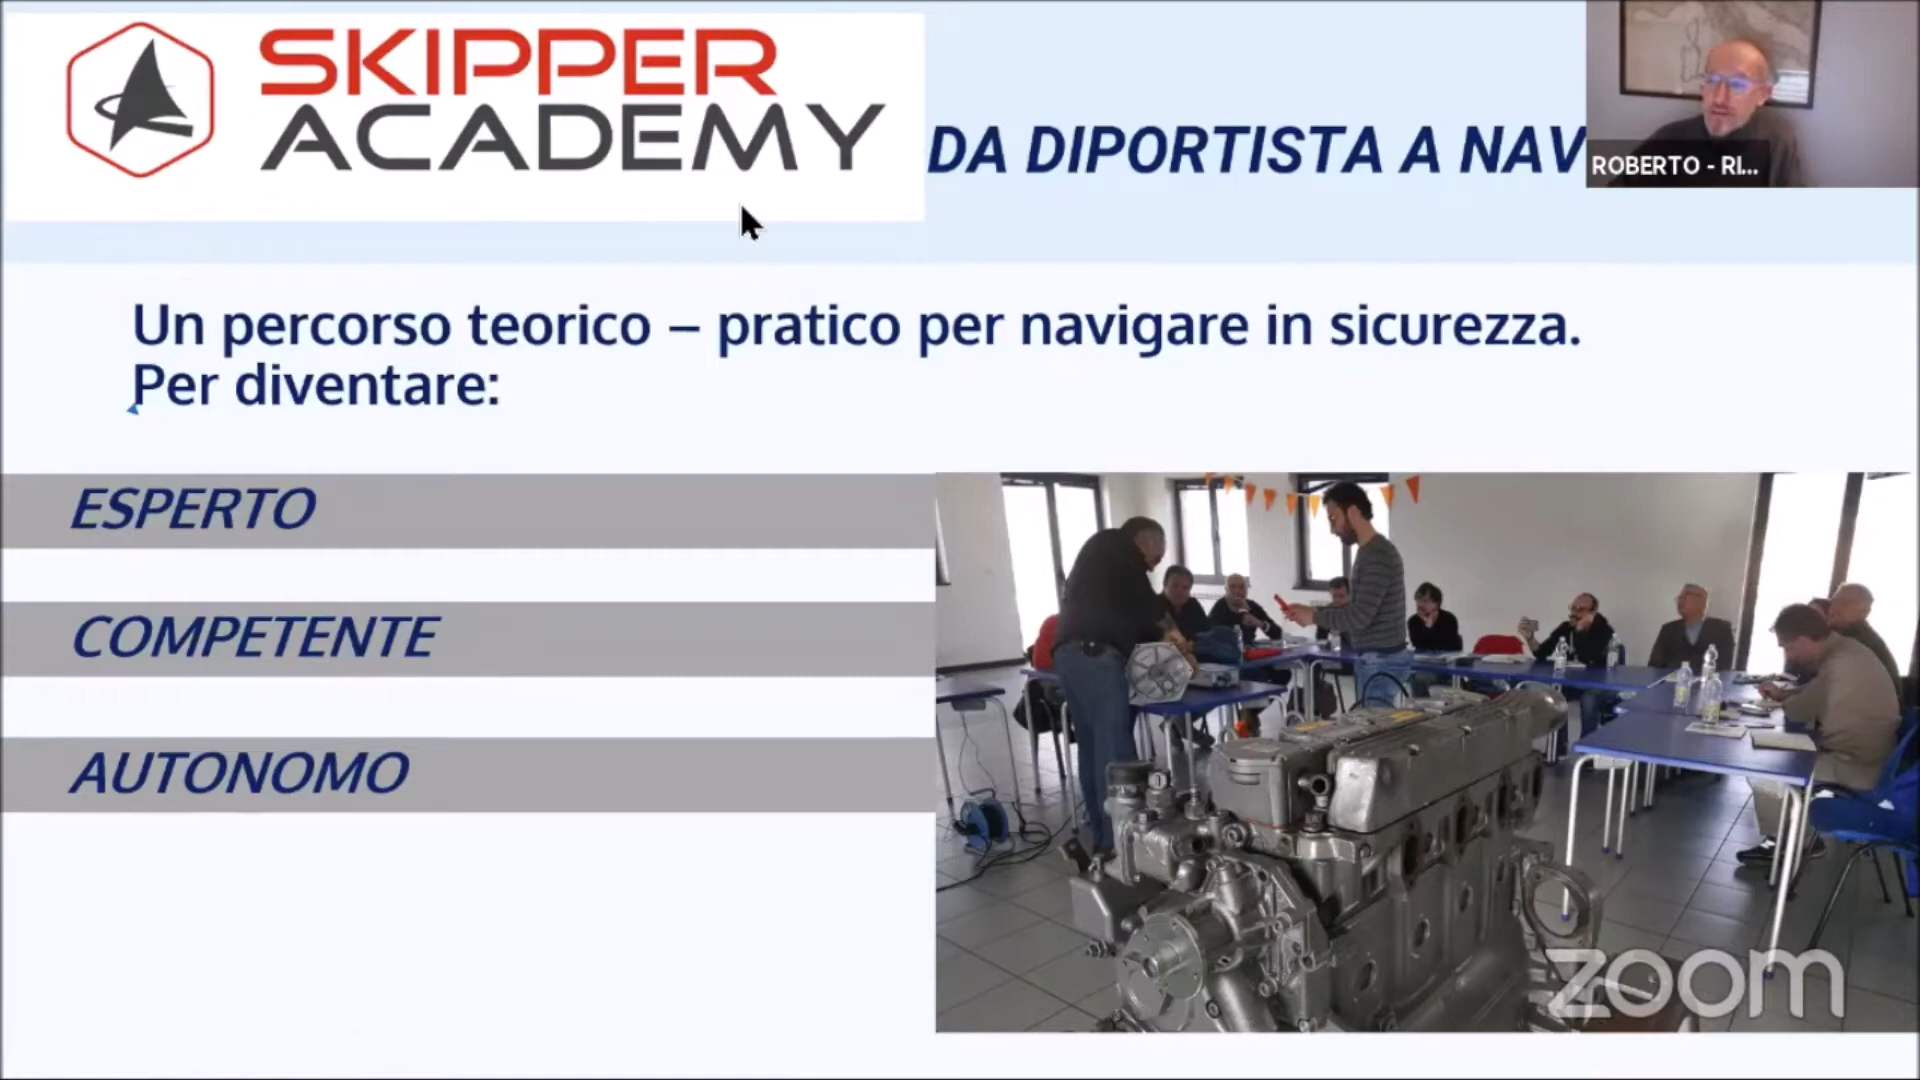 SKIPPER
ACADEMY
DA DIPORTISTA A NAV
ROBERTO - RI...
Un percorso teorico – pratico per navigare in sicurezza.
Per diventare:
ESPERTO
COMPETENTE
AUTONOMO
zoom